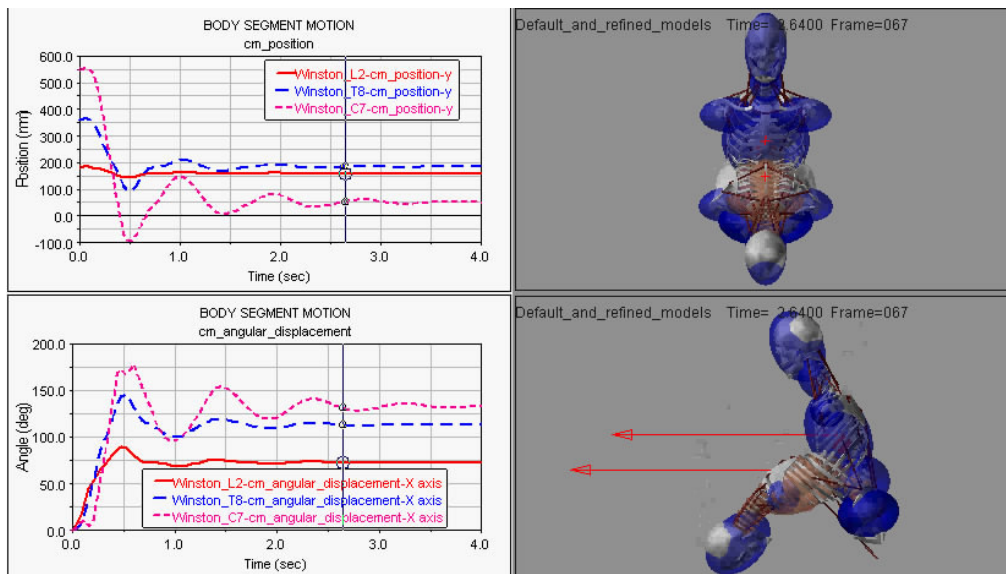 BODY SEGMENT MOTION
cm_position
600.0
500.0
400.0
300.0
200.0
100.0
0.0
-100.0
Position (mm)
Winston_L2-cm_position-y
Winston_T8-cm_position-y
Winston_C7-cm_position-y
0.0 1.0 2.0 3.0 4.0
Time (sec)
Default_and_refined_models Time= 2.6400 Frame=067
BODY SEGMENT MOTION
cm_angular_displacement
200.0
150.0
100.0
50.0
0.0
Angle (deg)
Winston_L2-cm_angular_displacement-X axis
Winston_T8-cm_angular_displacement-X axis
Winston_C7-cm_angular_displacement-X axis
0.0 1.0 2.0 3.0 4.0
Time (sec)
Default_and_refined_models Time= 2.6400 Frame=067